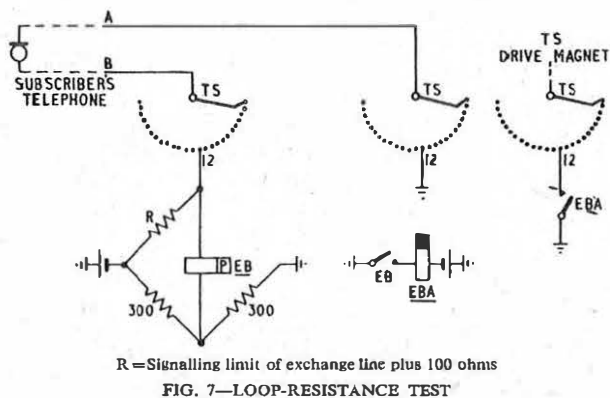 A
B
SUBSCRIBER'S
TELEPHONE
TS
TS
TS
DRIVE MAGNET
TS
12
12
12
R
P EB
300
300
EB
EBA
EBA
R=Signalling limit of exchange line plus 100 ohms
FIG. 7—LOOP-RESISTANCE TEST